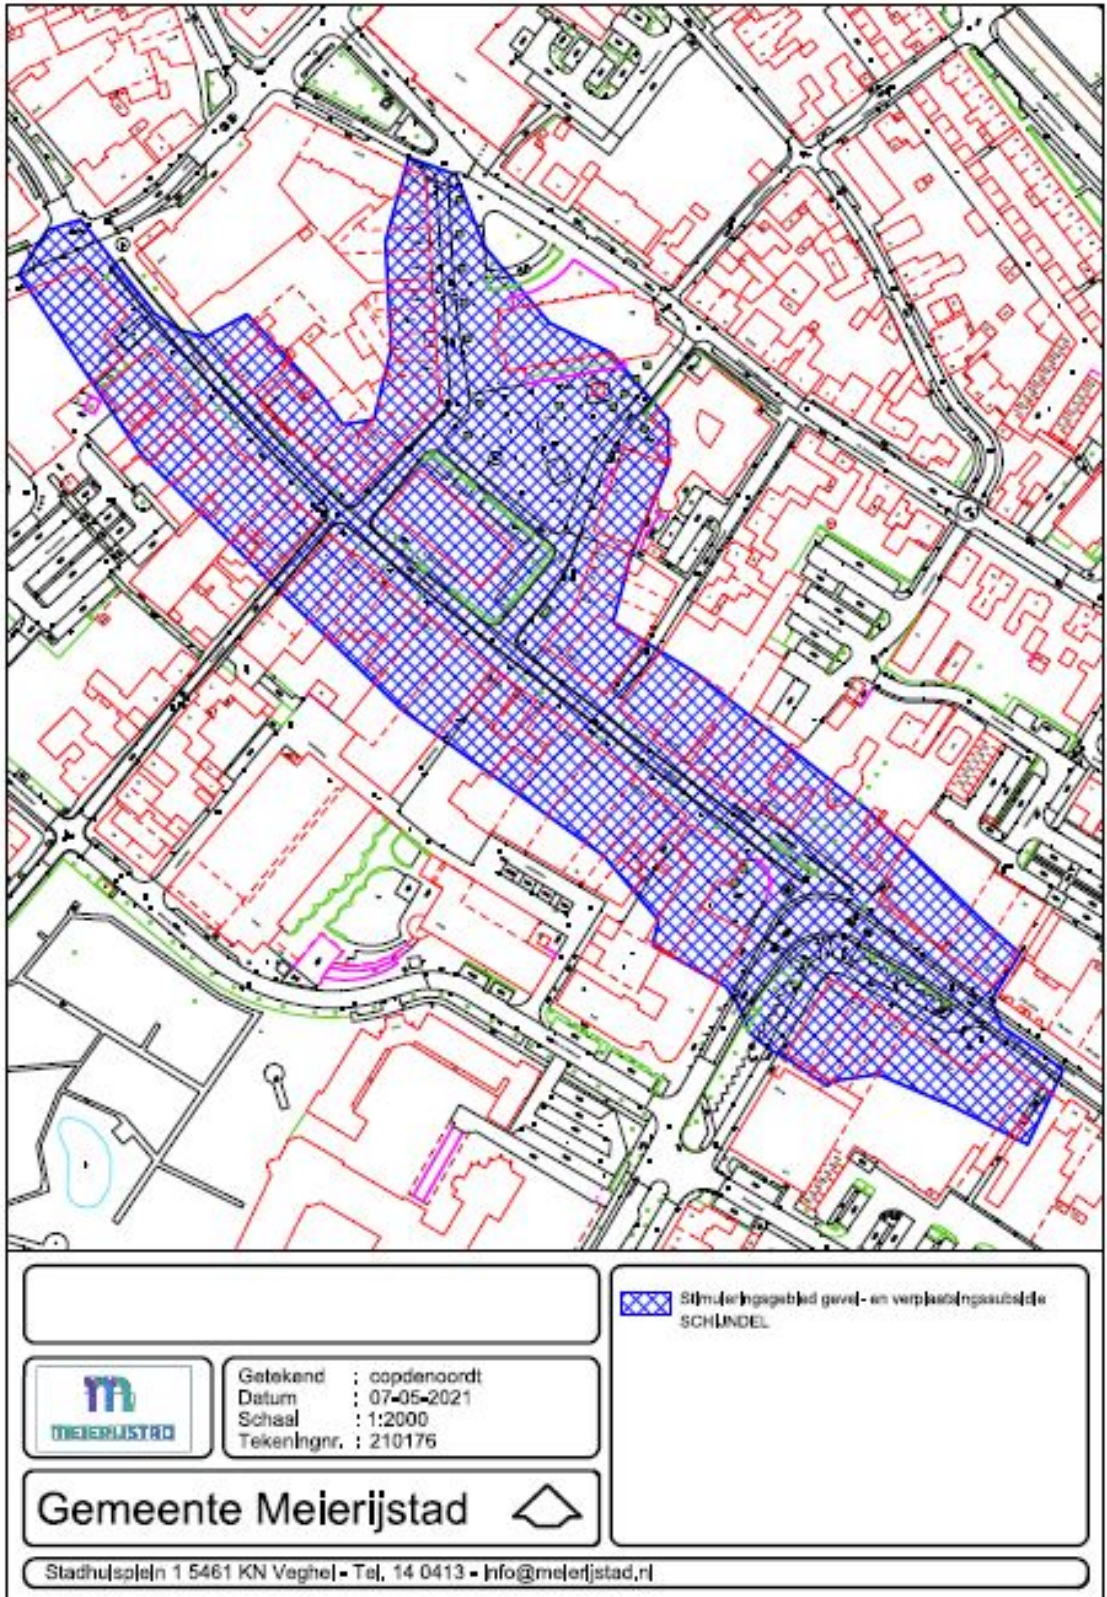 Stimuleringsgebied gevel- en verplaatsingssubsidie
SCHIJNDEL
MEIERIJSTAD
Getekend : copdenoordt
Datum : 07-05-2021
Schaal : 1:2000
Tekeningnr. : 210176
Gemeente Meierijstad
Stadhuisplein 1 5461 KN Veghel - Tel. 14 0413 - info@meierijstad.nl